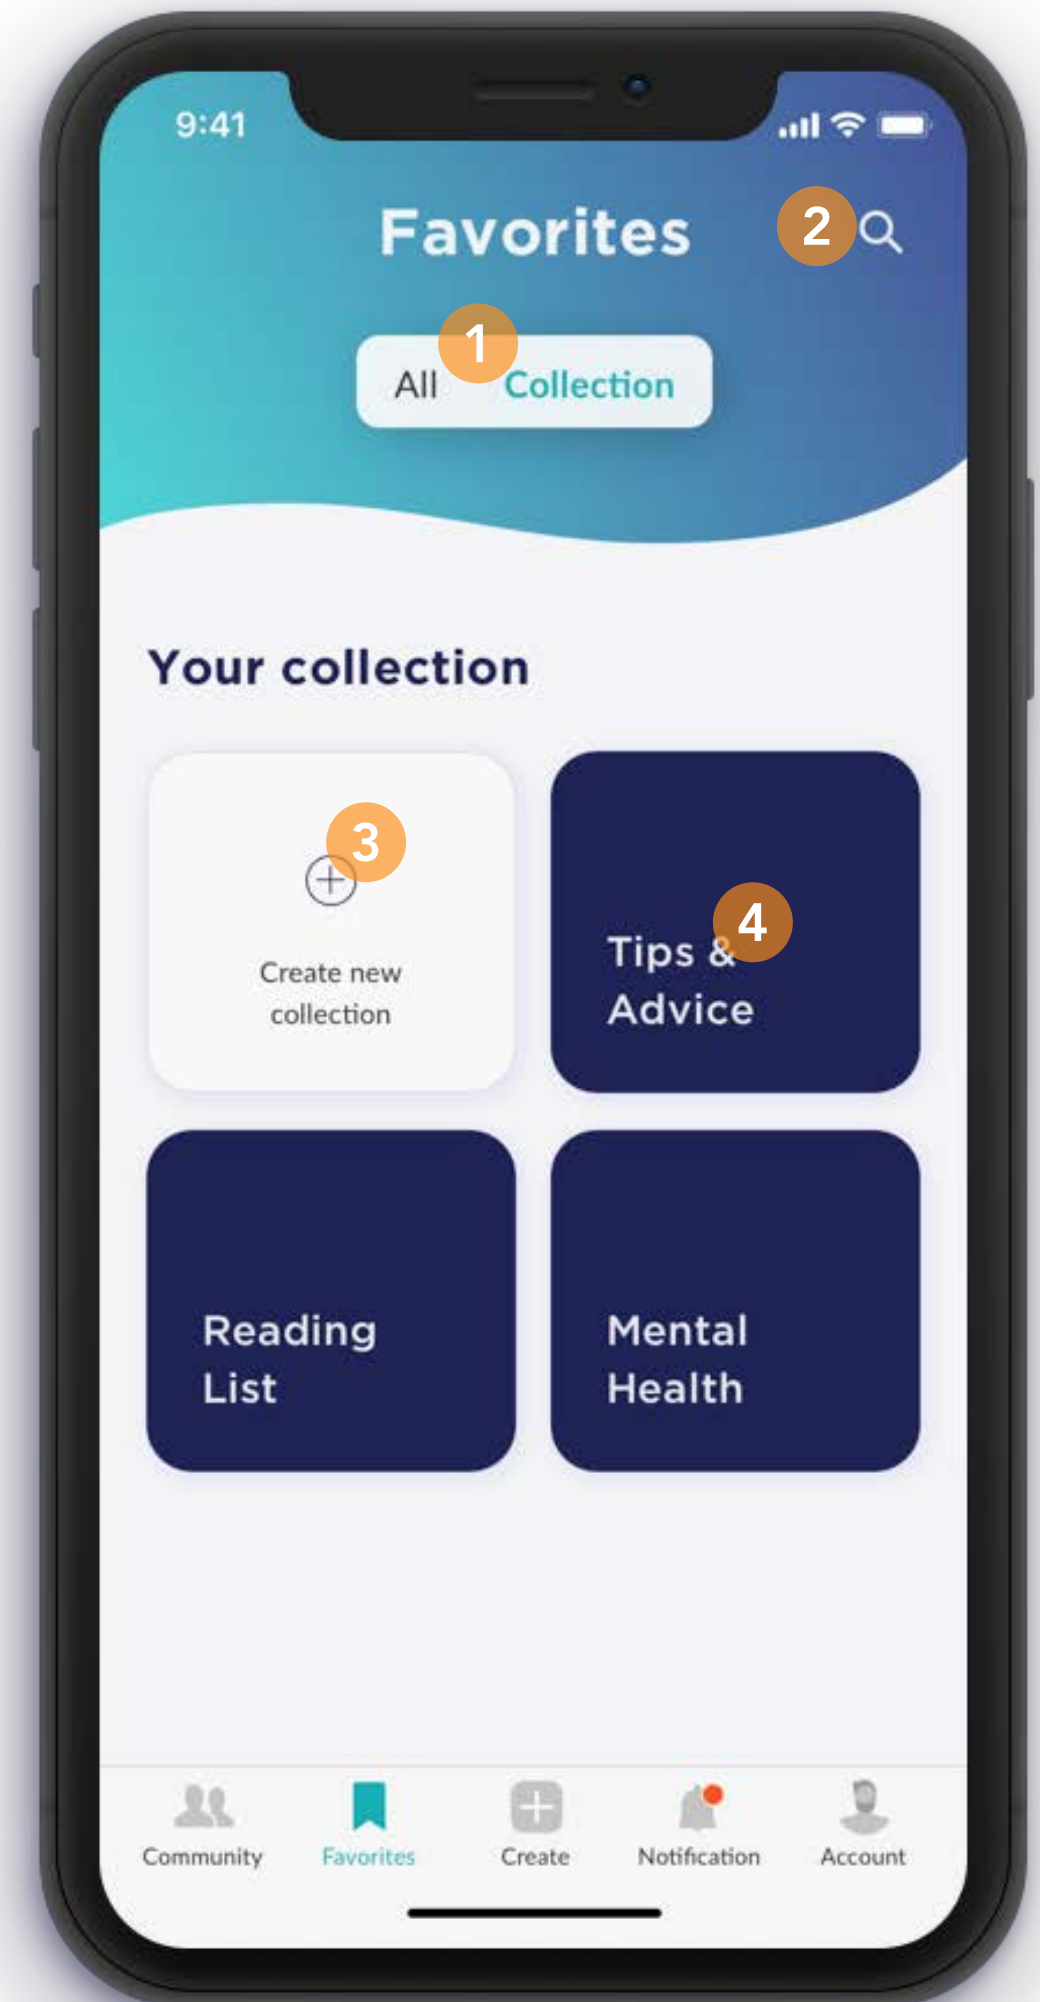 9:41
Favorites
2
1
All Collection
Your collection
3
Create new
collection
4
Tips &
Advice
Reading
List
Mental
Health
Community Favorites Create Notification Account